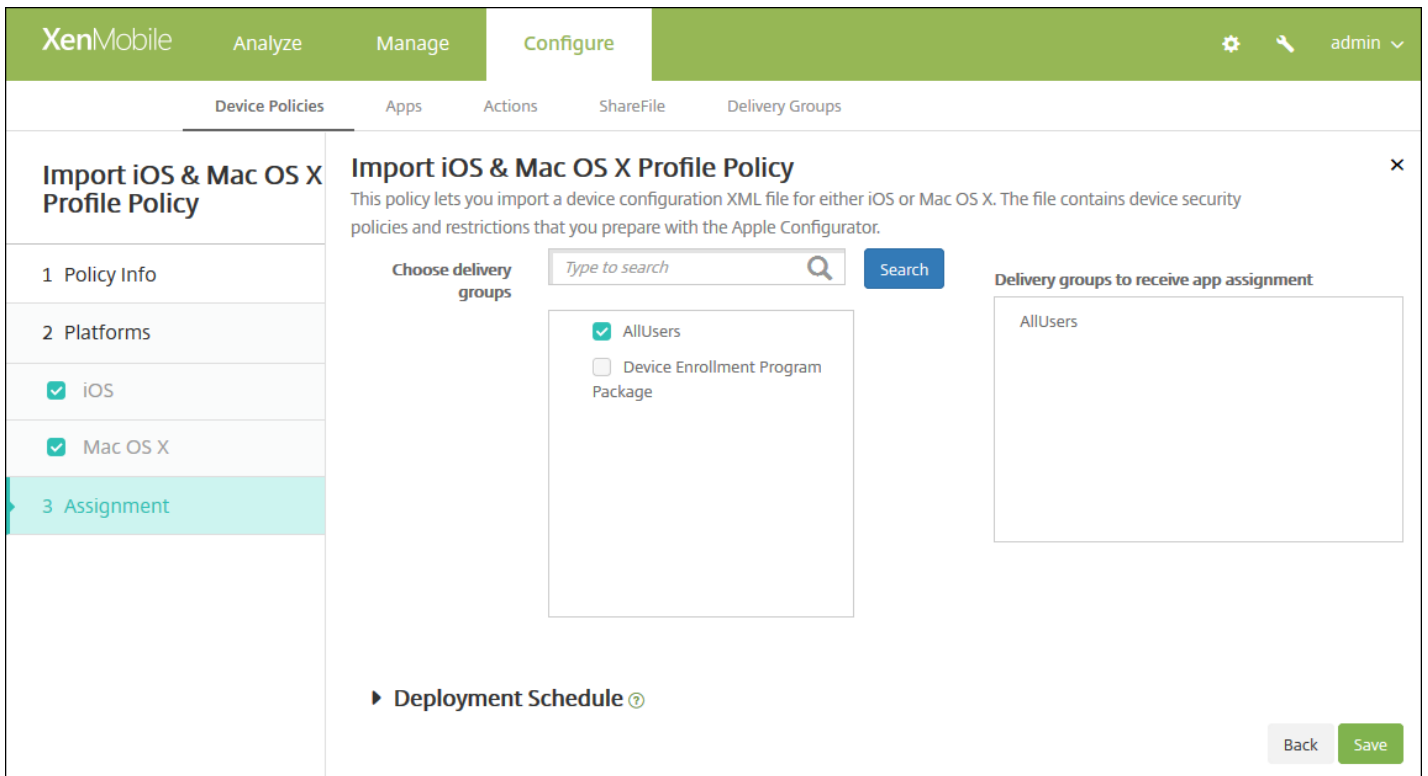 XenMobile Analyze Manage Configure admin
Device Policies Apps Actions ShareFile Delivery Groups
Import iOS & Mac OS X
Profile Policy
1 Policy Info
2 Platforms
iOS
Mac OS X
3 Assignment
Import iOS & Mac OS X Profile Policy
This policy lets you import a device configuration XML file for either iOS or Mac OS X. The file contains device security
policies and restrictions that you prepare with the Apple Configurator.
Choose delivery
groups
Type to search
Search
AllUsers
Device Enrollment Program
Package
Delivery groups to receive app assignment
AllUsers
Deployment Schedule ?
Back Save